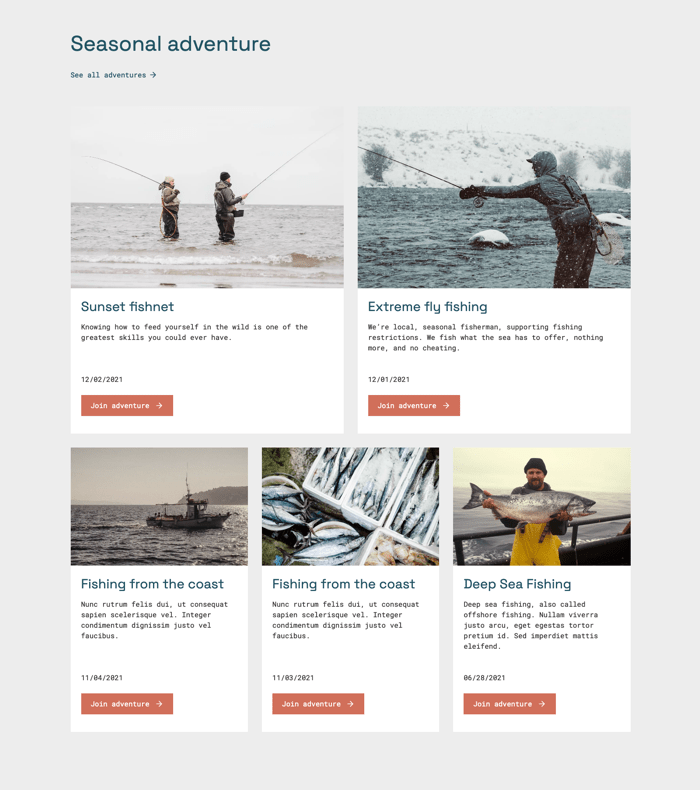 Seasonal adventure
See all adventures →
Sunset fishnet
Knowing how to feed yourself in the wild is one of the
greatest skills you could ever have.
12/02/2021
Join adventure →
Extreme fly fishing
We're local, seasonal fisherman, supporting fishing
restrictions. We fish what the sea has to offer, nothing
more, and no cheating.
12/01/2021
Join adventure →
Fishing from the coast
Nunc rutrum felis dui, ut consequat
sapien scelerisque vel. Integer
condimentum dignissim justo vel
faucibus.
11/04/2021
Join adventure →
Fishing from the coast
Nunc rutrum felis dui, ut consequat
sapien scelerisque vel. Integer
condimentum dignissim justo vel
faucibus.
11/03/2021
Join adventure →
Deep Sea Fishing
Deep sea fishing, also called
offshore fishing. Nullam viverra
justo arcu, eget egestas tortor
pretium id. Sed imperdiet mattis
eleifend.
06/28/2021
Join adventure →